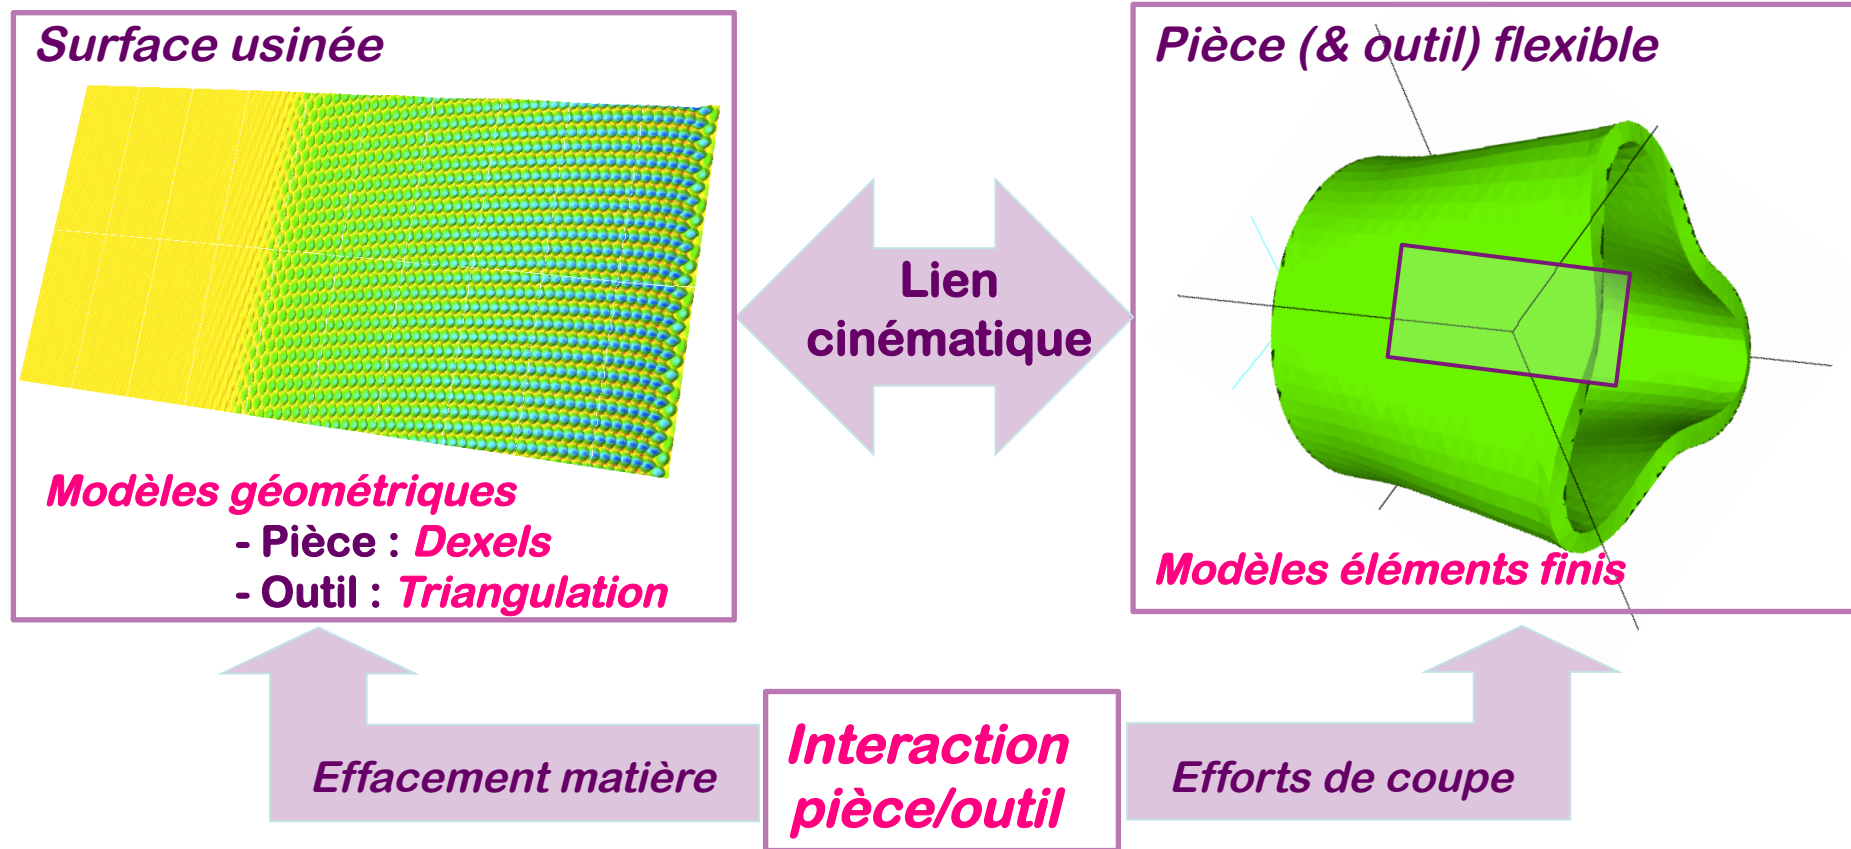 Surface usinée
Modèles géométriques
- Pièce : Dexels
- Outil : Triangulation
Lien
cinématique
Pièce (& outil) flexible
Modèles éléments finis
Effacement matière
Interaction
pièce/outil
Efforts de coupe